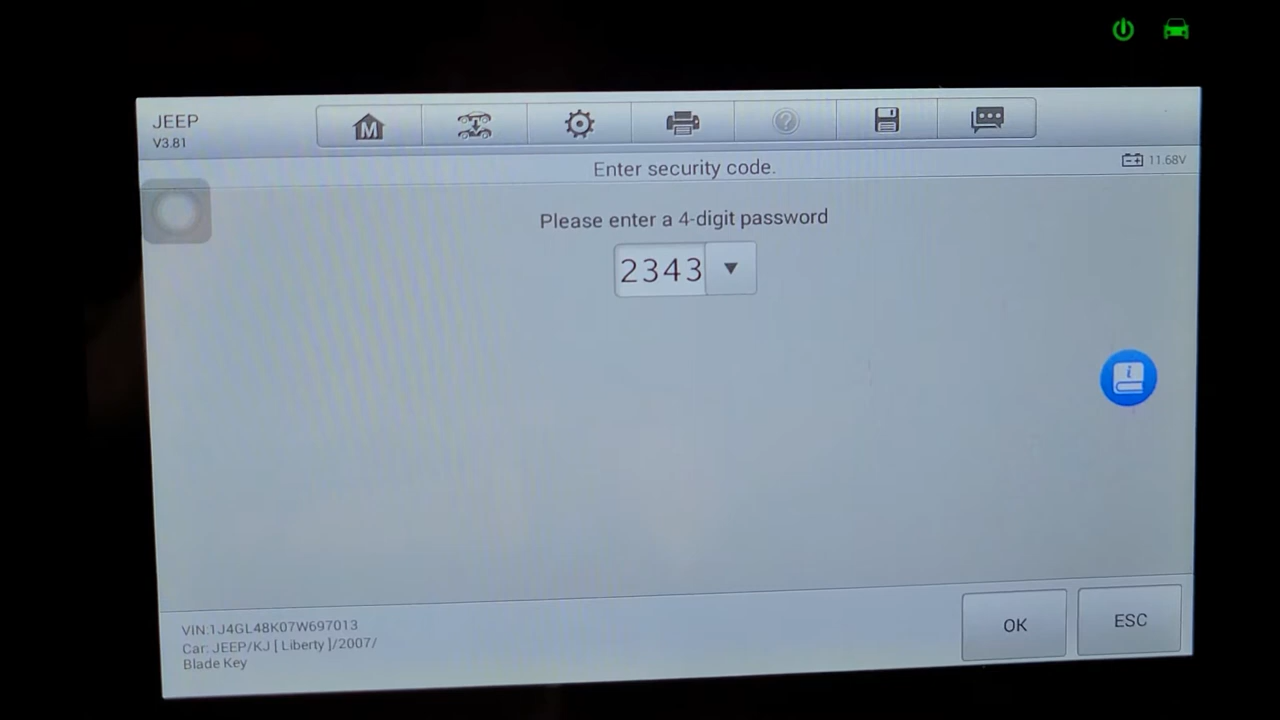 JEEP
V3.81
M
Enter security code.
11.68V
Please enter a 4-digit password
2343
i
VIN:1J4GL48K07W697013
Car: JEEP/KJ [ Liberty ]/2007/
Blade Key
OK
ESC